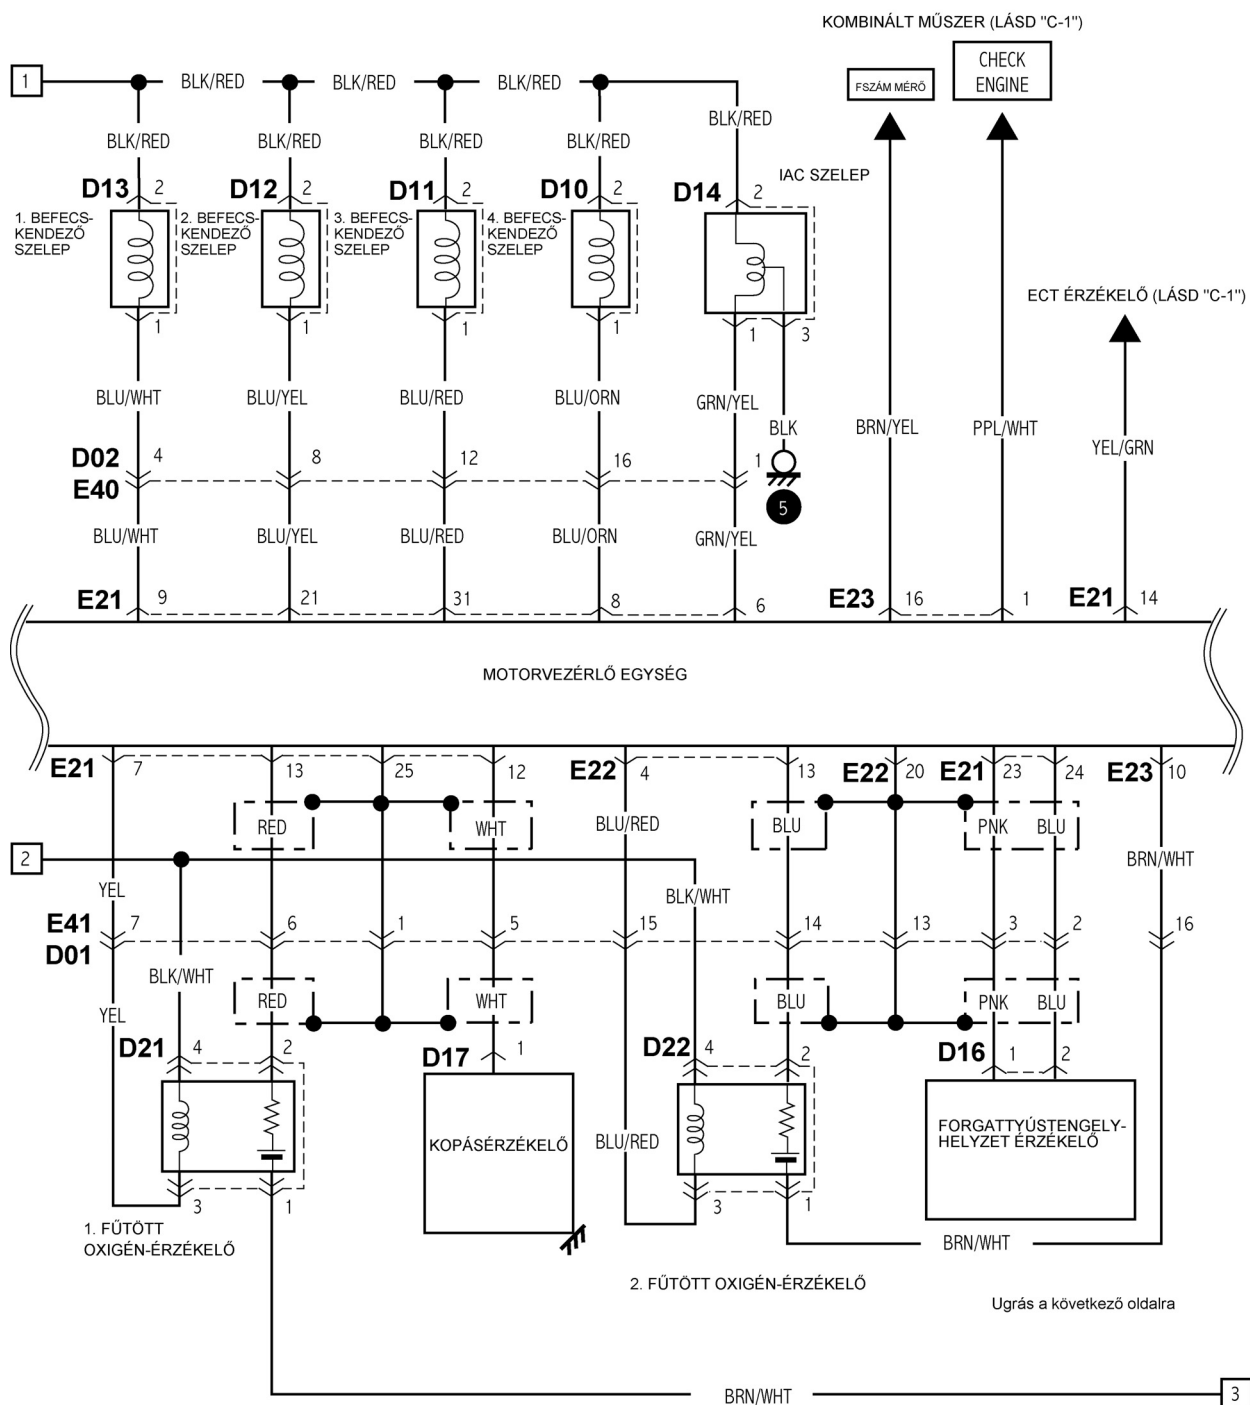 KOMBINÁLT MŰSZER (LÁSD "C-1")
FSZÁM MÉRŐ
CHECK
ENGINE
1
BLK/RED
BLK/RED
BLK/RED
BLK/RED
BLK/RED
BLK/RED
BLK/RED
BLK/RED
IAC SZELEP
D13
2
D12
2
D11
2
D10
2
D14
2
1. BEFECS-
KENDEZŐ
SZELEP
2. BEFECS-
KENDEZŐ
SZELEP
3. BEFECS-
KENDEZŐ
SZELEP
4. BEFECS-
KENDEZŐ
SZELEP
ECT ÉRZÉKELŐ (LÁSD "C-1")
1
1
1
1
1
3
BLU/WHT
BLU/YEL
BLU/RED
BLU/ORN
GRN/YEL
BLK
BRN/YEL
PPL/WHT
YEL/GRN
D02
4
8
12
16
1
E40
5
BLU/WHT
BLU/YEL
BLU/RED
BLU/ORN
GRN/YEL
E21
9
21
31
8
6
E23
16
1
E21
14
MOTORVEZÉRLŐ EGYSÉG
E21
7
13
25
12
E22
4
13
E22
20
E21
23
24
E23
10
RED
WHT
BLU/RED
BLU
PNK
BLU
2
YEL
BLK/WHT
BRN/WHT
E41
7
6
1
5
15
14
13
3
2
16
D01
BLK/WHT
YEL
RED
WHT
BLU
PNK
BLU
D21
4
2
D17
1
D22
4
2
D16
1
2
KOPÁSÉRZÉKELŐ
BLU/RED
FORGATTYÚSTENGELY-
HELYZET ÉRZÉKELŐ
3
1
3
1
1. FŰTÖTT
OXIGÉN-ÉRZÉKELŐ
BRN/WHT
2. FŰTÖTT OXIGÉN-ÉRZÉKELŐ
Ugrás a következő oldalra
BRN/WHT
3